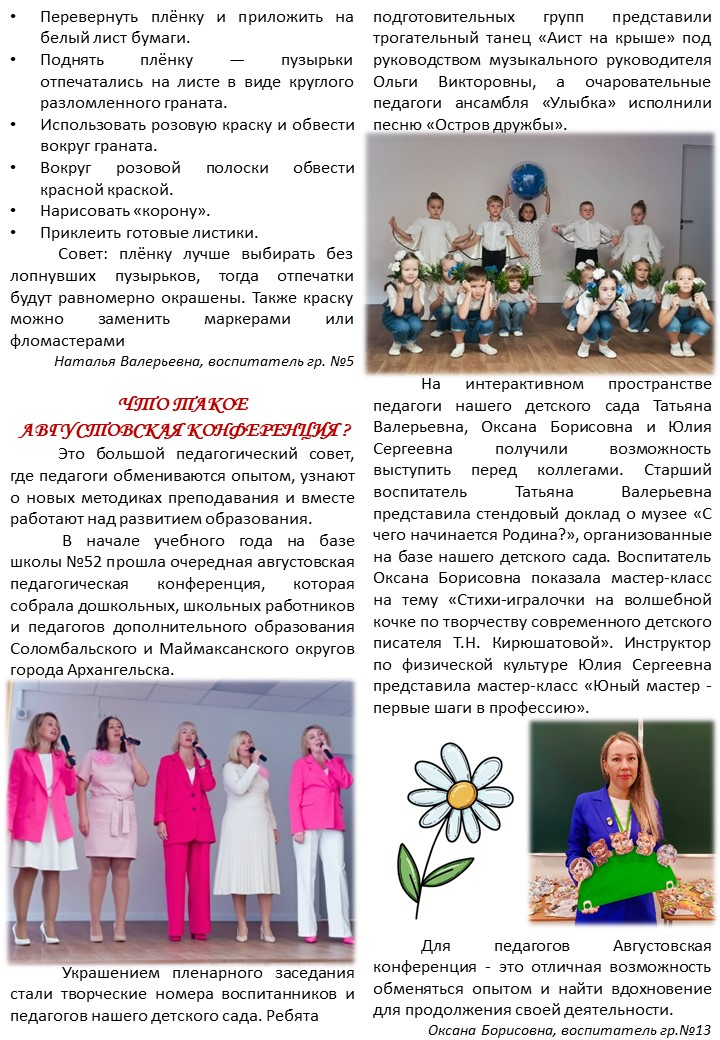 • Перевернуть плёнку и приложить на
белый лист бумаги.
• Поднять плёнку — пузырьки
отпечатались на листе в виде круглого
разломленного граната.
• Использовать розовую краску и обвести
вокруг граната.
• Вокруг розовой полоски обвести
красной краской.
• Нарисовать «корону».
• Приклеить готовые листики.
Совет: плёнку лучше выбирать без
лопнувших пузырьков, тогда отпечатки
будут равномерно окрашены. Также краску
можно заменить маркерами или
фломастерами
Наталья Валерьевна, воспитатель гр. №5
ЧТО ТАКОЕ
АВГУСТОВСКАЯ КОНФЕРЕНЦИЯ?
Это большой педагогический совет,
где педагоги обмениваются опытом, узнают
о новых методиках преподавания и вместе
работают над развитием образования.
В начале учебного года на базе
школы №52 прошла очередная августовская
педагогическая конференция, которая
собрала дошкольных, школьных работников
и педагогов дополнительного образования
Соломбальского и Маймаксанского округов
города Архангельска.
Украшением пленарного заседания
стали творческие номера воспитанников и
педагогов нашего детского сада. Ребята
подготовительных групп представили
трогательный танец «Аист на крыше» под
руководством музыкального руководителя
Ольги Викторовны, а очаровательные
педагоги ансамбля «Улыбка» исполнили
песню «Остров дружбы».
На интерактивном пространстве
педагоги нашего детского сада Татьяна
Валерьевна, Оксана Борисовна и Юлия
Сергеевна получили возможность
выступить перед коллегами. Старший
воспитатель Татьяна Валерьевна
представила стендовый доклад о музее «С
чего начинается Родина?», организованные
на базе нашего детского сада. Воспитатель
Оксана Борисовна показала мастер-класс
на тему «Стихи-игралочки на волшебной
кочке по творчеству современного детского
писателя Т.Н. Кирюшатовой». Инструктор
по физической культуре Юлия Сергеевна
представила мастер-класс «Юный мастер -
первые шаги в профессию».
Для педагогов Августовская
конференция - это отличная возможность
обменяться опытом и найти вдохновение
для продолжения своей деятельности.
Оксана Борисовна, воспитатель гр.№13